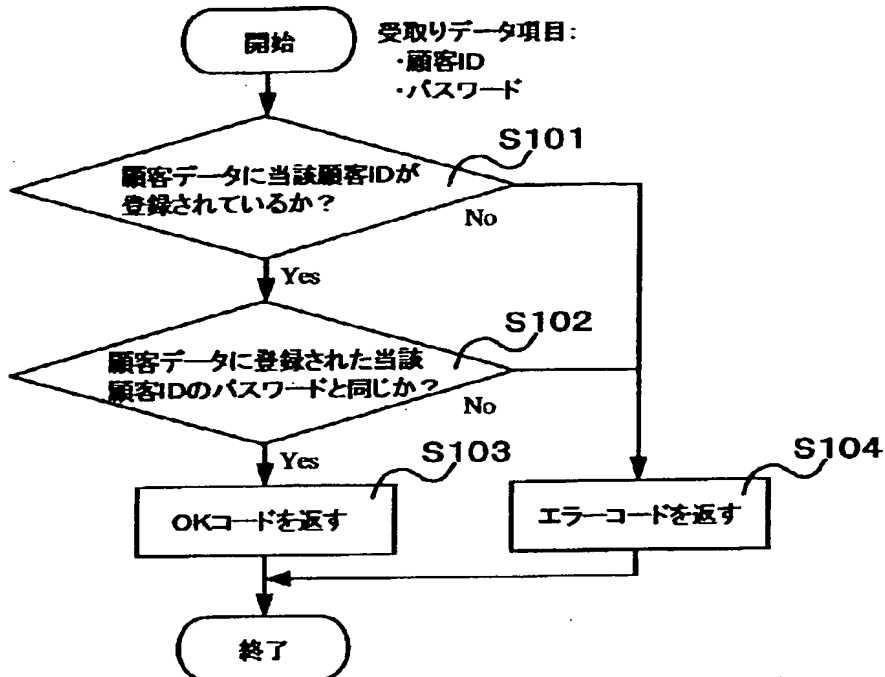 開始
受取りデータ項目:
・顧客ID
・パスワード
S101
顧客データに当該顧客IDが
登録されているか?
No
Yes
S102
顧客データに登録された当該
顧客IDのパスワードと同じか?
No
Yes
S103
OKコードを返す
S104
エラーコードを返す
終了